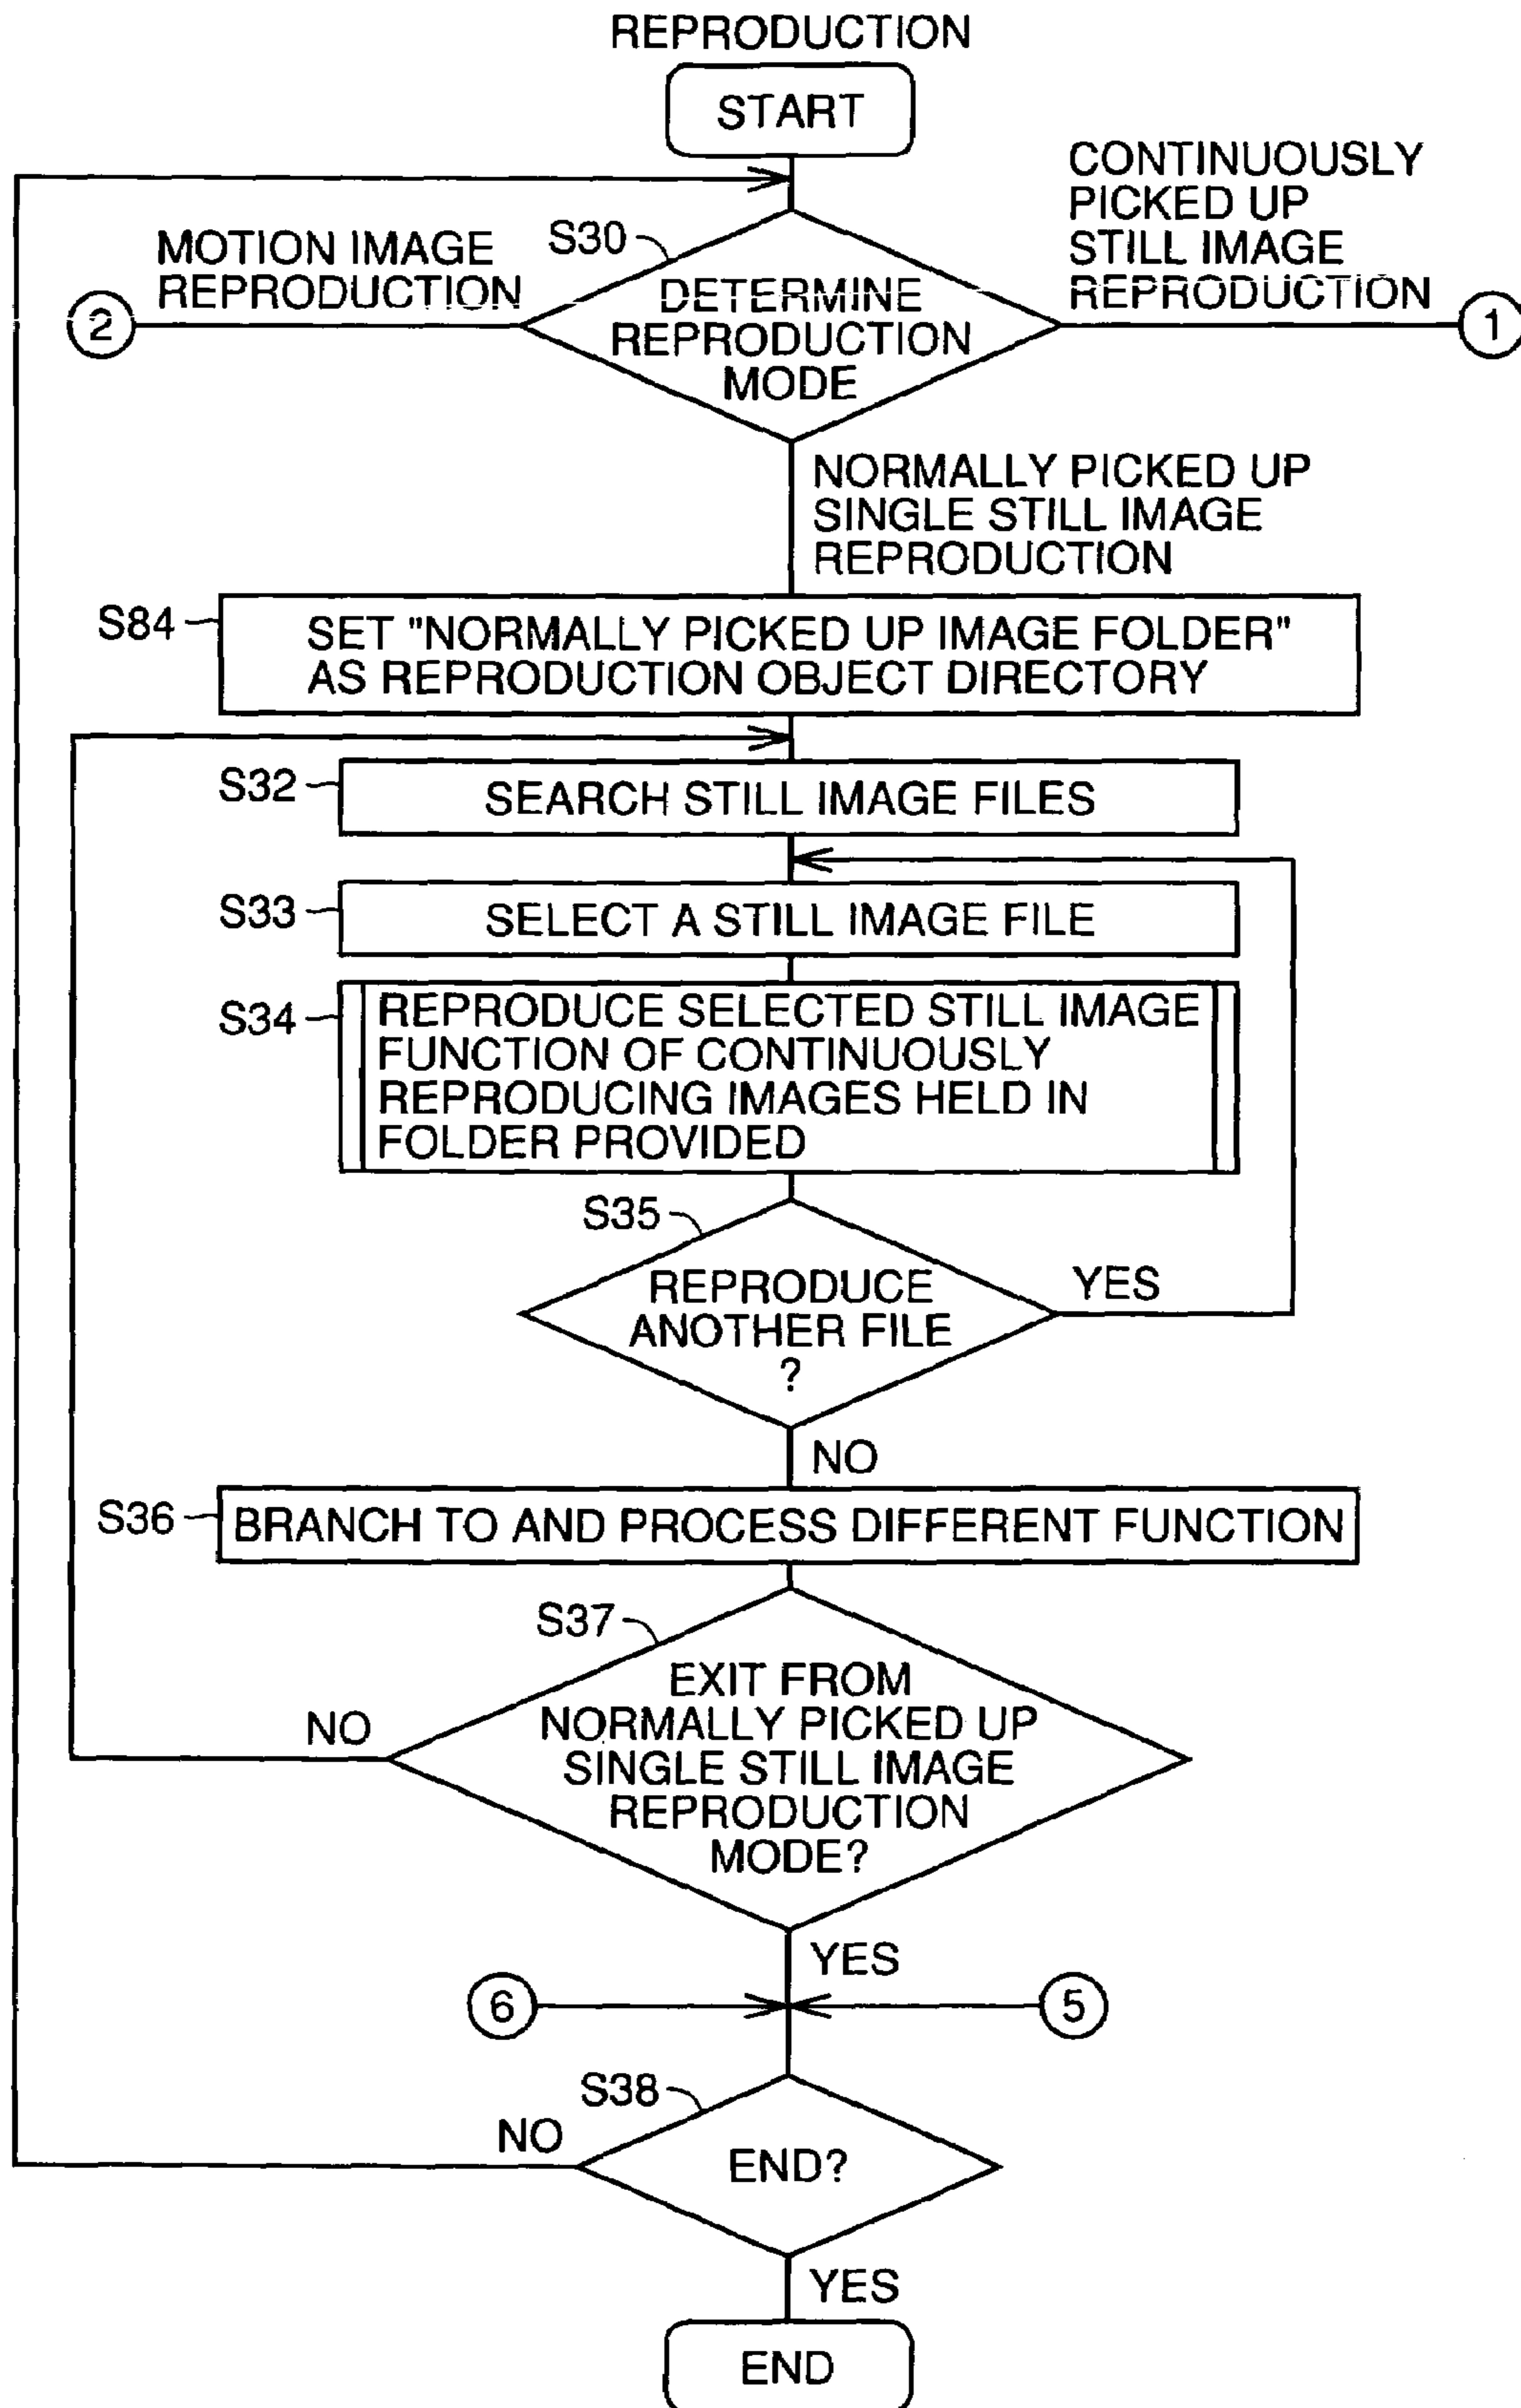 REPRODUCTION
START
CONTINUOUSLY
PICKED UP
STILL IMAGE
REPRODUCTION
MOTION IMAGE
REPRODUCTION
S30
2
DETERMINE
REPRODUCTION
MODE
1
NORMALLY PICKED UP
SINGLE STILL IMAGE
REPRODUCTION
S84
SET "NORMALLY PICKED UP IMAGE FOLDER"
AS REPRODUCTION OBJECT DIRECTORY
S32
SEARCH STILL IMAGE FILES
S33
SELECT A STILL IMAGE FILE
S34
REPRODUCE SELECTED STILL IMAGE
FUNCTION OF CONTINUOUSLY
REPRODUCING IMAGES HELD IN
FOLDER PROVIDED
S35
REPRODUCE
ANOTHER FILE
?
YES
NO
S36
BRANCH TO AND PROCESS DIFFERENT FUNCTION
S37
EXIT FROM
NORMALLY PICKED UP
SINGLE STILL IMAGE
REPRODUCTION
MODE?
NO
YES
6
5
S38
END?
NO
YES
END